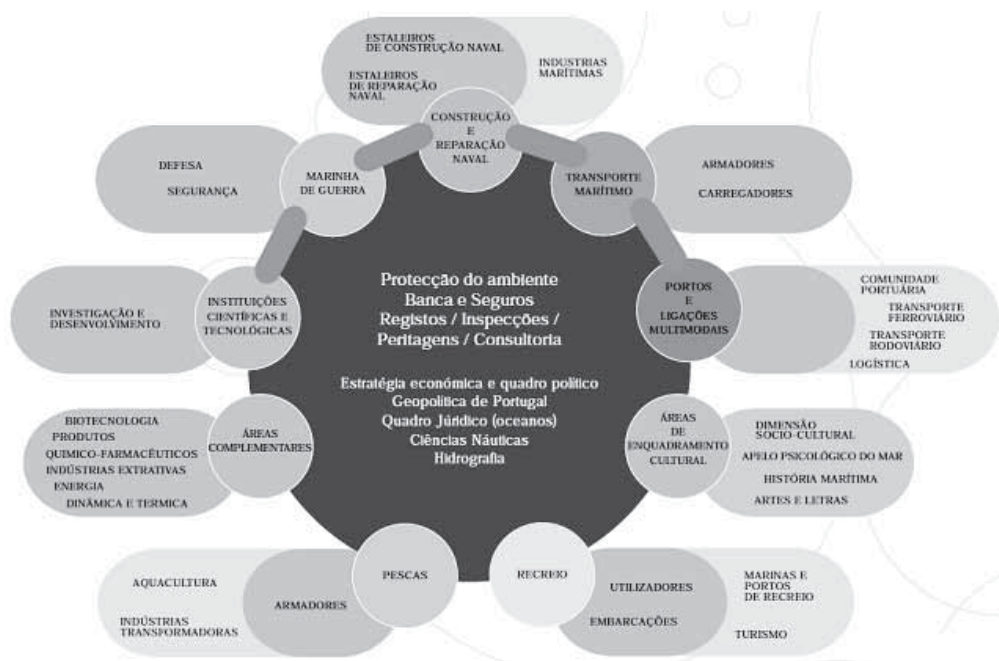 ESTALEIROS
DE CONSTRUÇÃO NAVAL
ESTALEIROS
DE REPARAÇÃO
NAVAL
INDUSTRIAS
MARÍTIMAS
CONSTRUÇÃO
E
REPARAÇÃO
NAVAL
DEFESA
SEGURANÇA
MARINHA
DE GUERRA
TRANSPORTE
MARÍTIMO
ARMADORES
CARREGADORES
INVESTIGAÇÃO E
DESENVOLVIMENTO
INSTITUIÇÕES
CIENTÍFICAS E
TECNOLÓGICAS
Protecção do ambiente
Banca e Seguros
Registos / Inspecções /
Peritagens / Consultoria
Estratégia económica e quadro político
Geopolítica de Portugal
Quadro Júridico (oceanos)
Ciências Náuticas
Hidrografia
PORTOS
E
LIGAÇÕES
MULTIMODAIS
COMUNIDADE
PORTUÁRIA
TRANSPORTE
FERROVIÁRIO
TRANSPORTE
RODOVIÁRIO
LOGÍSTICA
BIOTECNOLOGIA
PRODUTOS
QUIMICO-FARMACÊUTICOS
INDÚSTRIAS EXTRATIVAS
ENERGIA
DINÂMICA E TERMICA
ÁREAS
COMPLEMENTARES
ÁREAS
DE
ENQUADRAMENTO
CULTURAL
DIMENSÃO
SÓCIO-CULTURAL
APELO PSICOLÓGICO DO MAR
HISTÓRIA MARÍTIMA
ARTES E LETRAS
AQUACULTURA
INDÚSTRIAS
TRANSFORMADORAS
ARMADORES
PESCAS
RECREIO
UTILIZADORES
EMBARCAÇÕES
MARINAS E
PORTOS
DE RECREIO
TURISMO